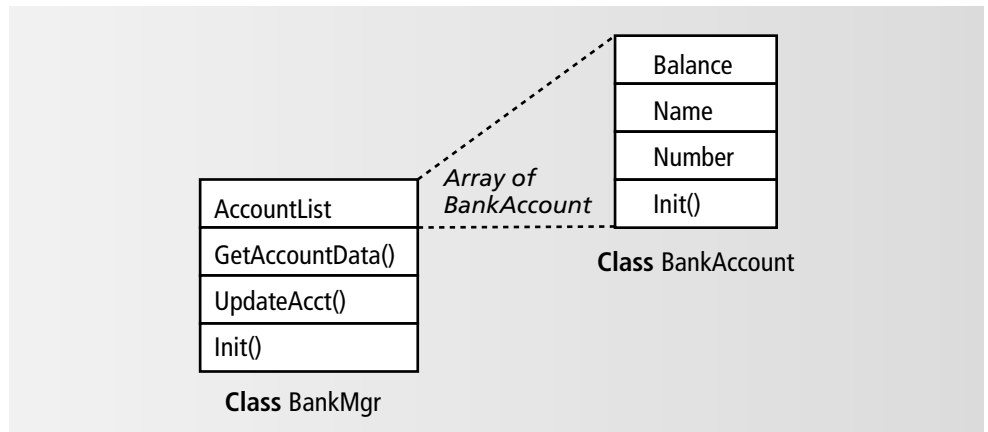 AccountList
GetAccountData()
UpdateAcct()
Init()
Class BankMgr
Array of
BankAccount
Balance
Name
Number
Init()
Class BankAccount